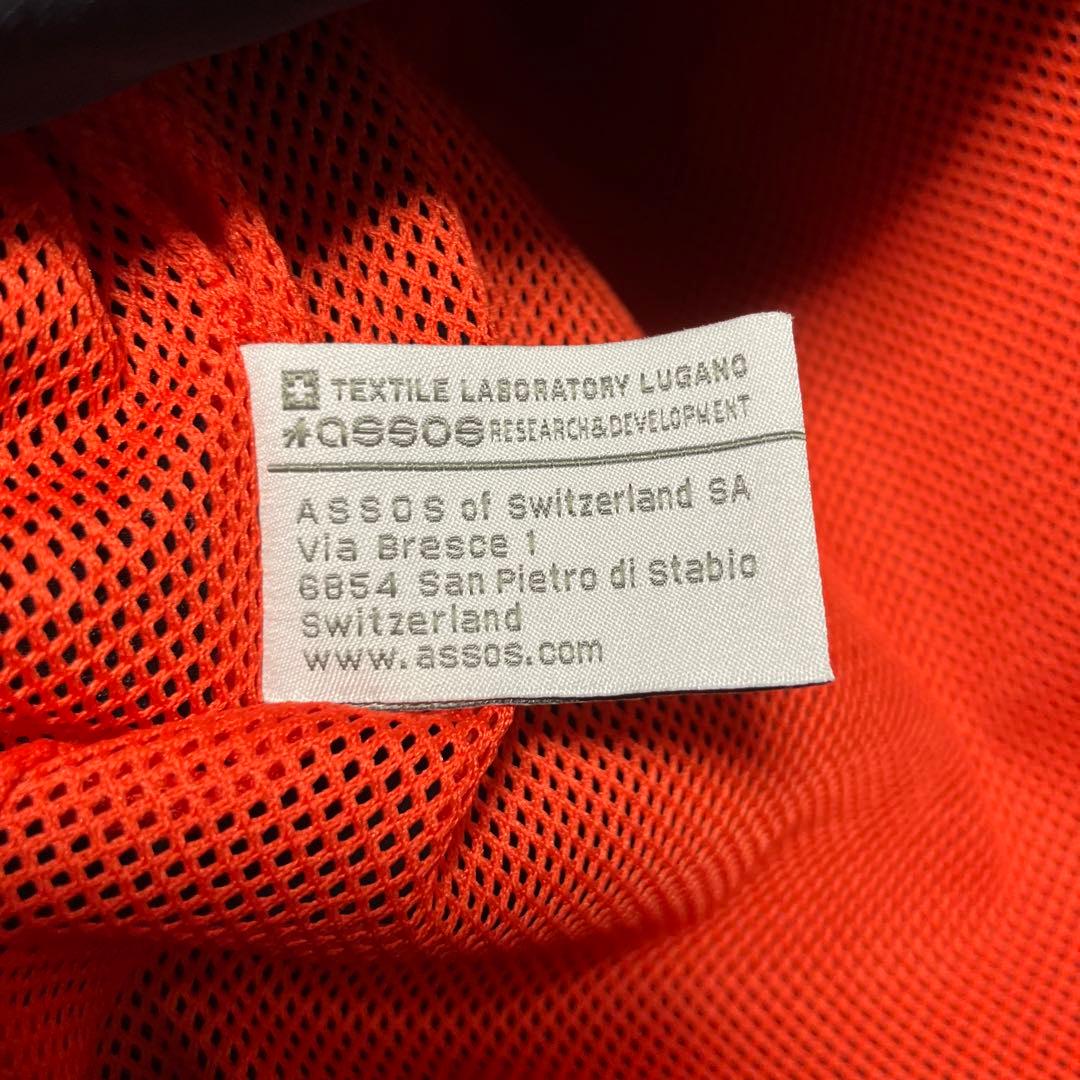 TEXTILE LABORATORY LUGANO
assos RESEARCH&DEVELOPMENT
ASSOS of Switzerland SA
Via Bresce 1
6854 San Pietro di Stabio
Switzerland
www.assos.com